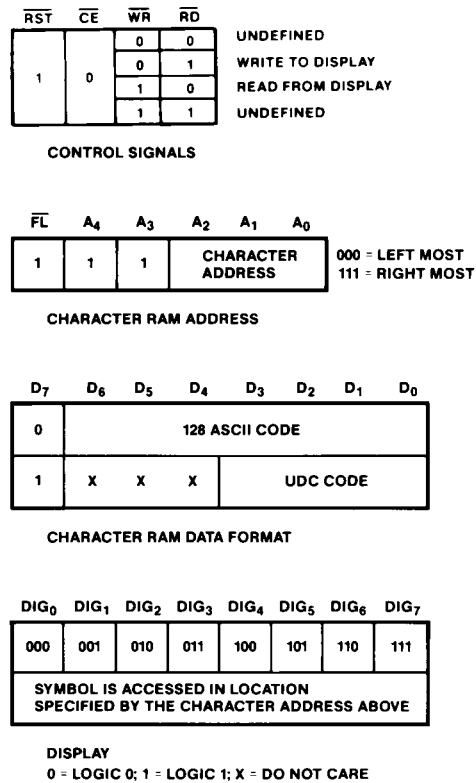 RST CE WR RD
0 0 UNDEFINED
0 1 WRITE TO DISPLAY
1 0 1 0 READ FROM DISPLAY
1 1 UNDEFINED
CONTROL SIGNALS
FL A4 A3 A2 A1 A0
1 1 1 CHARACTER ADDRESS 000 = LEFT MOST
111 = RIGHT MOST
CHARACTER RAM ADDRESS
D7 D6 D5 D4 D3 D2 D1 D0
0 128 ASCII CODE
1 X X X UDC CODE
CHARACTER RAM DATA FORMAT
DIG0 DIG1 DIG2 DIG3 DIG4 DIG5 DIG6 DIG7
000 001 010 011 100 101 110 111
SYMBOL IS ACCESSED IN LOCATION
SPECIFIED BY THE CHARACTER ADDRESS ABOVE
DISPLAY
0 = LOGIC 0; 1 = LOGIC 1; X = DO NOT CARE